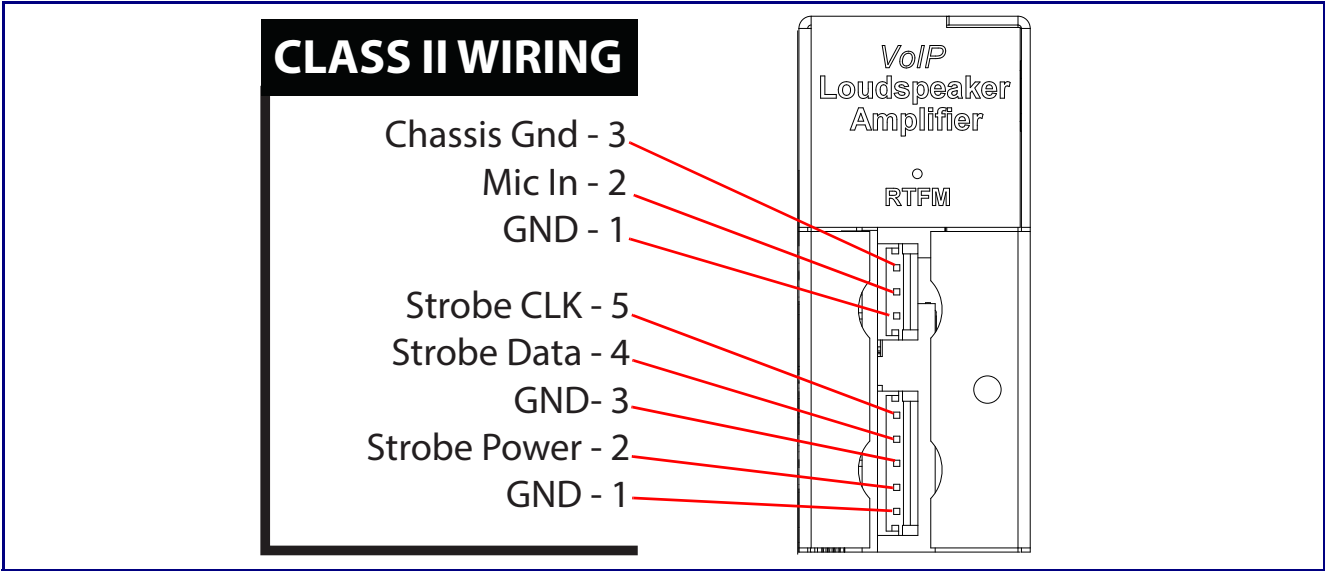 CLASS II WIRING
Chassis Gnd - 3
Mic In - 2
GND - 1
Strobe CLK - 5
Strobe Data - 4
GND- 3
Strobe Power - 2
GND - 1
VoIP
Loudspeaker
Amplifier
RTFM